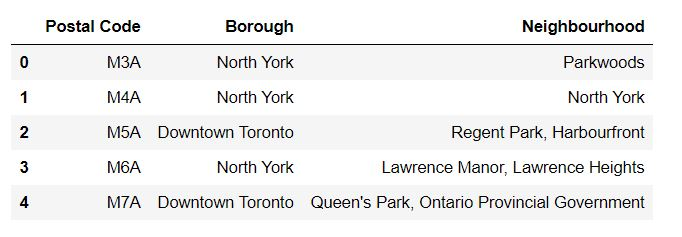 Postal Code Borough Neighbourhood
0 M3A North York Parkwoods
1 M4A North York North York
2 M5A Downtown Toronto Regent Park, Harbourfront
3 M6A North York Lawrence Manor, Lawrence Heights
4 M7A Downtown Toronto Queen's Park, Ontario Provincial Government